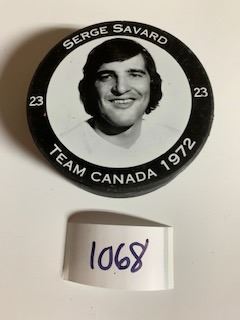 SERGE SAVARD
23 23
TEAM CANADA 1972
1068